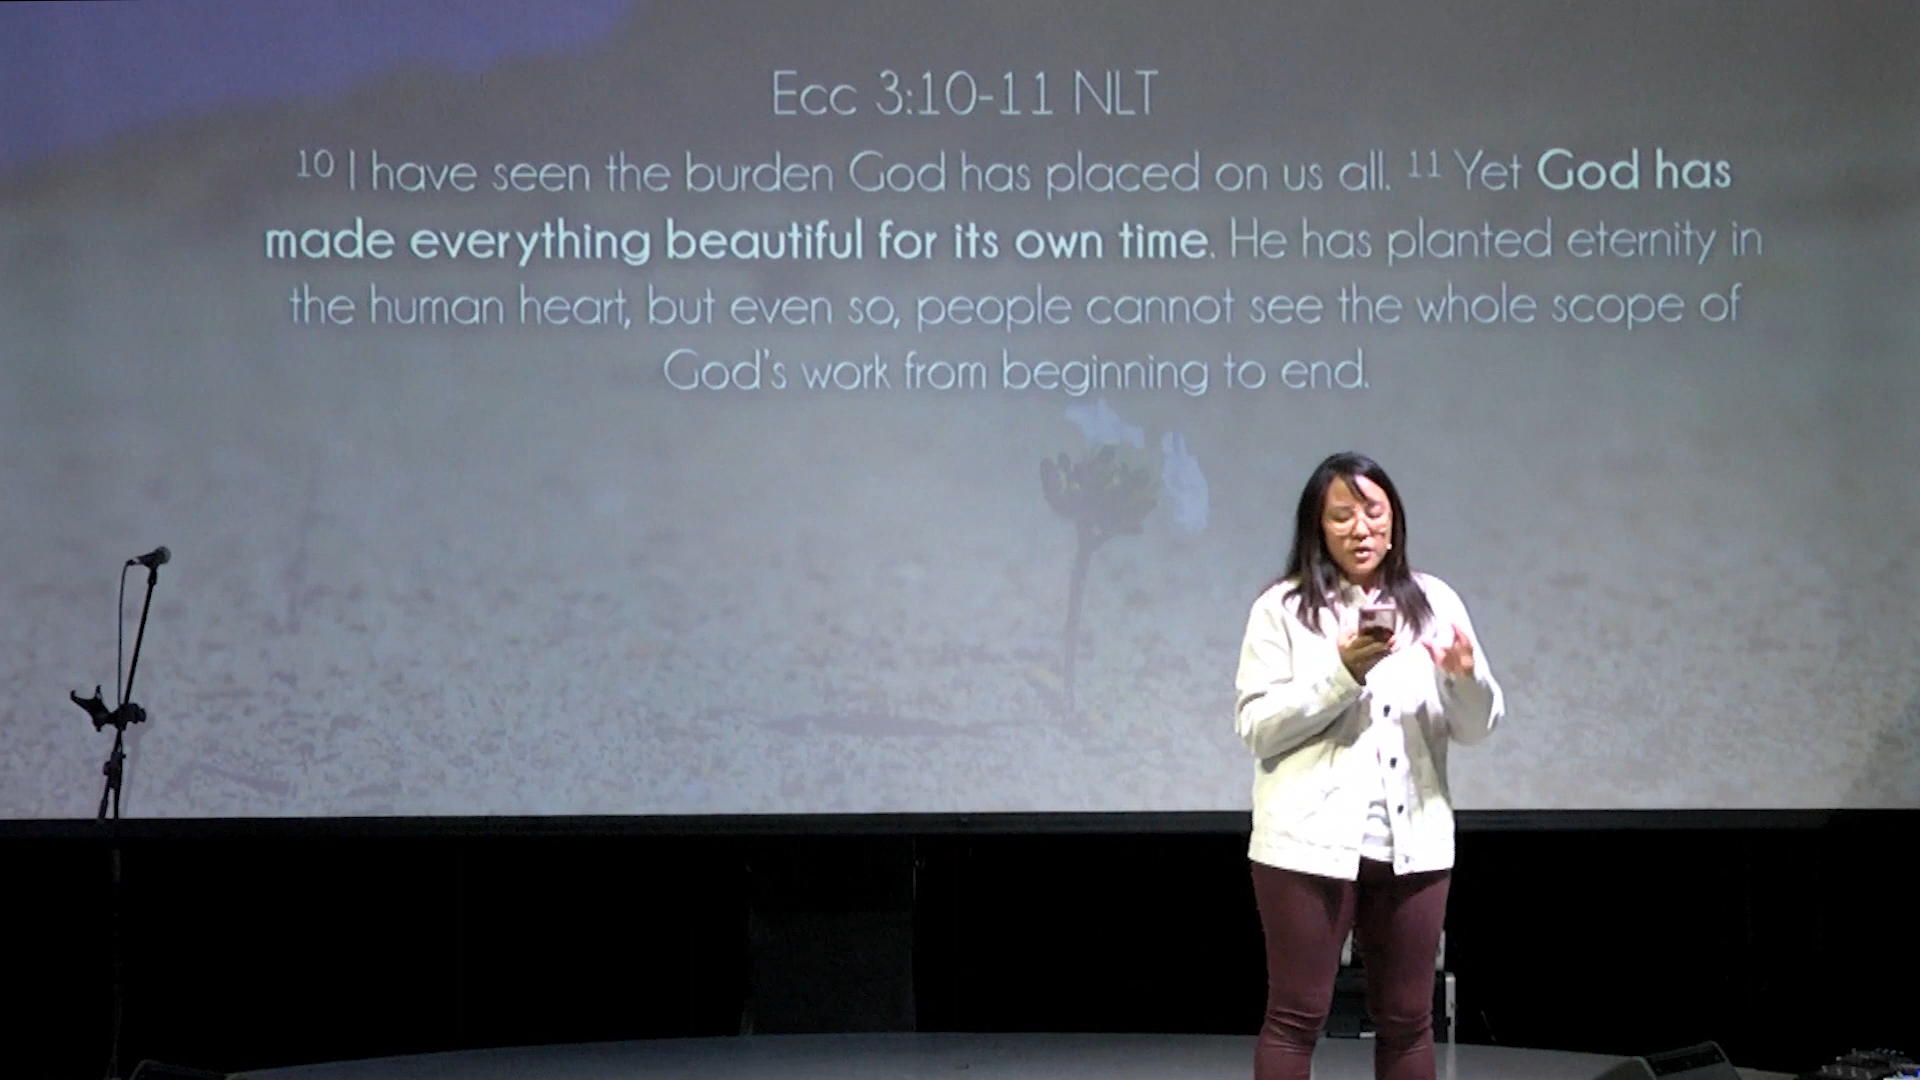 Ecc 3:10-11 NLT
10 I have seen the burden God has placed on us all. 11 Yet God has
made everything beautiful for its own time. He has planted eternity in
the human heart, but even so, people cannot see the whole scope of
God's work from beginning to end.